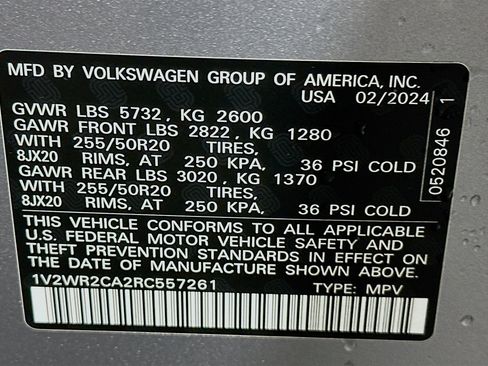 MFD BY VOLKSWAGEN GROUP OF AMERICA, INC.
USA 02/2024
GVWR LBS 5732 , KG 2600
GAWR FRONT LBS 2822 , KG 1280
WITH 255/50R20 TIRES,
8JX20 RIMS, AT 250 KPA, 36 PSI COLD
GAWR REAR LBS 3020 , KG 1370
WITH 255/50R20 TIRES,
8JX20 RIMS, AT 250 KPA, 36 PSI COLD
THIS VEHICLE CONFORMS TO ALL APPLICABLE
U.S. FEDERAL MOTOR VEHICLE SAFETY AND
THEFT PREVENTION STANDARDS IN EFFECT ON
THE DATE OF MANUFACTURE SHOWN ABOVE.
1V2WR2CA2RC557261 TYPE: MPV
0520846 1